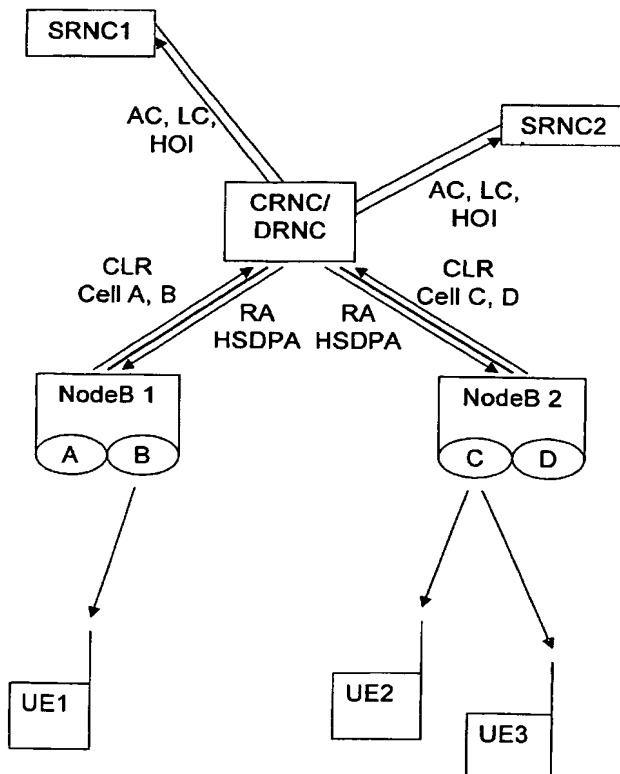 SRNC1
AC, LC,
HOI
SRNC2
AC, LC,
HOI
CRNC/
DRNC
CLR
Cell A, B
CLR
Cell C, D
RA
HSDPA
RA
HSDPA
NodeB 1
A
B
NodeB 2
C
D
UE1
UE2
UE3